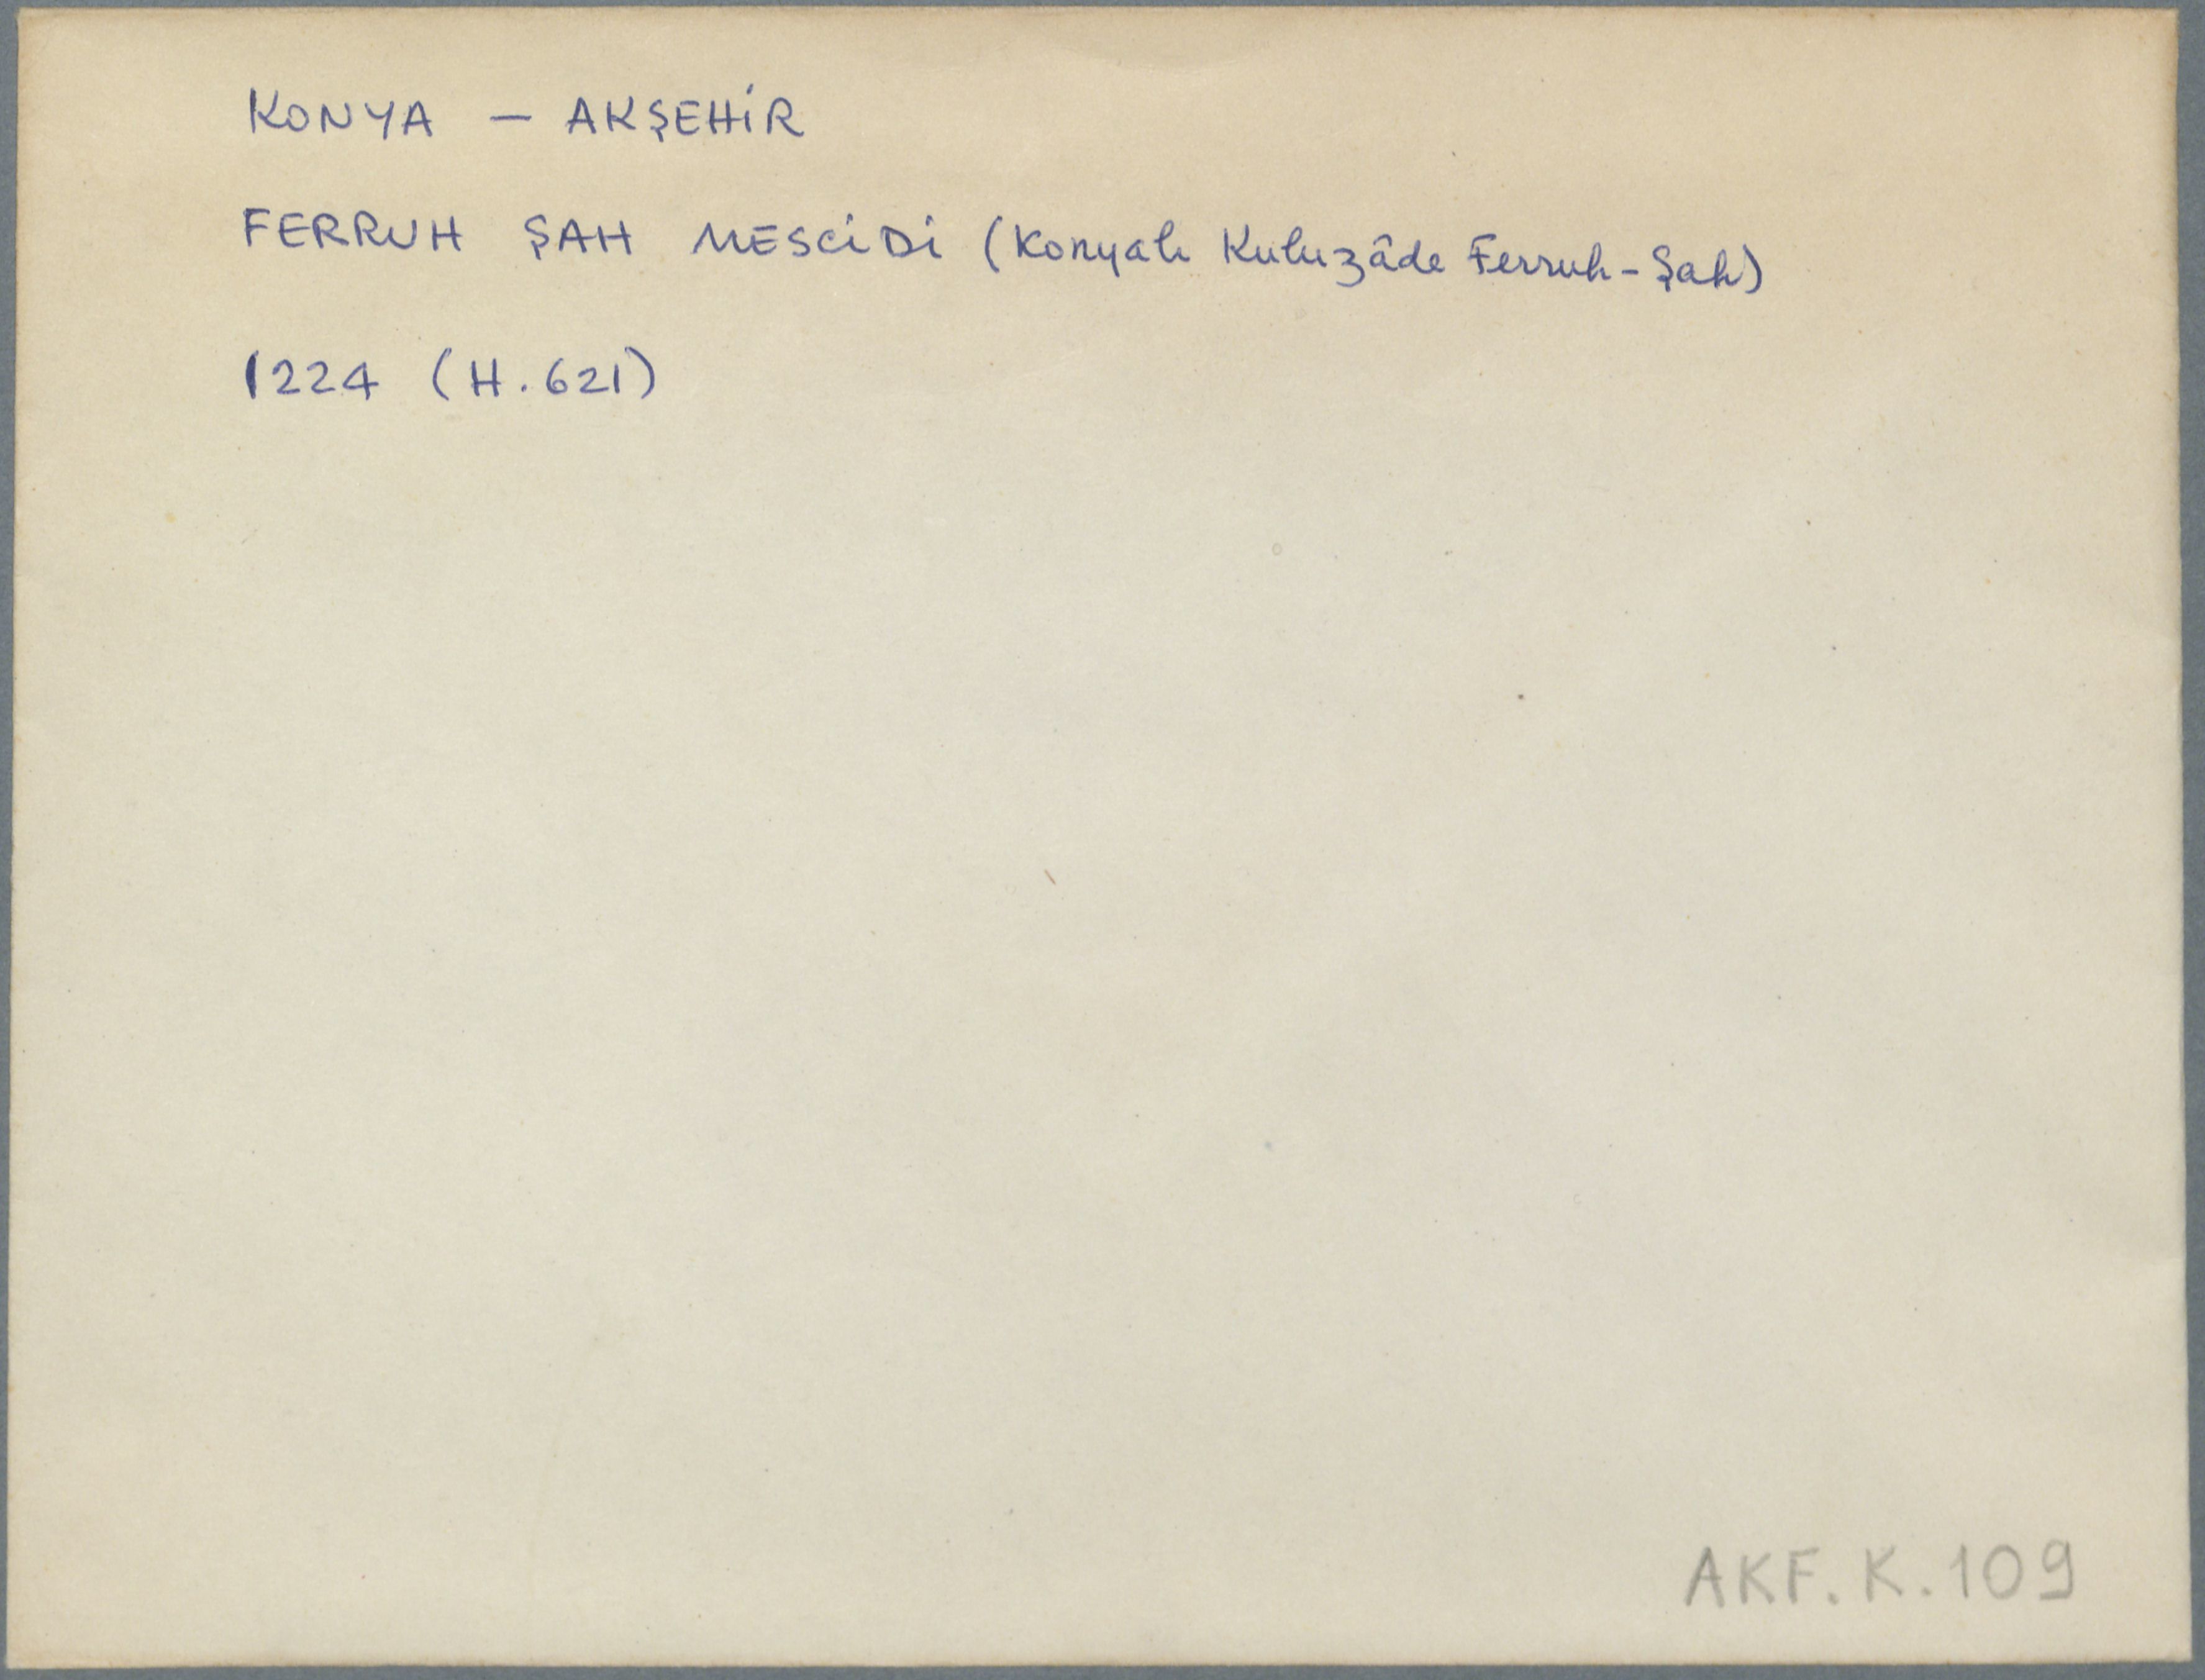 KONYA — AKŞEHİR
FERRUH ŞAH MESCİDİ (Konyalı Kuluzâde Ferruh-Şah)
1224 (H.621)
AKF.K.109